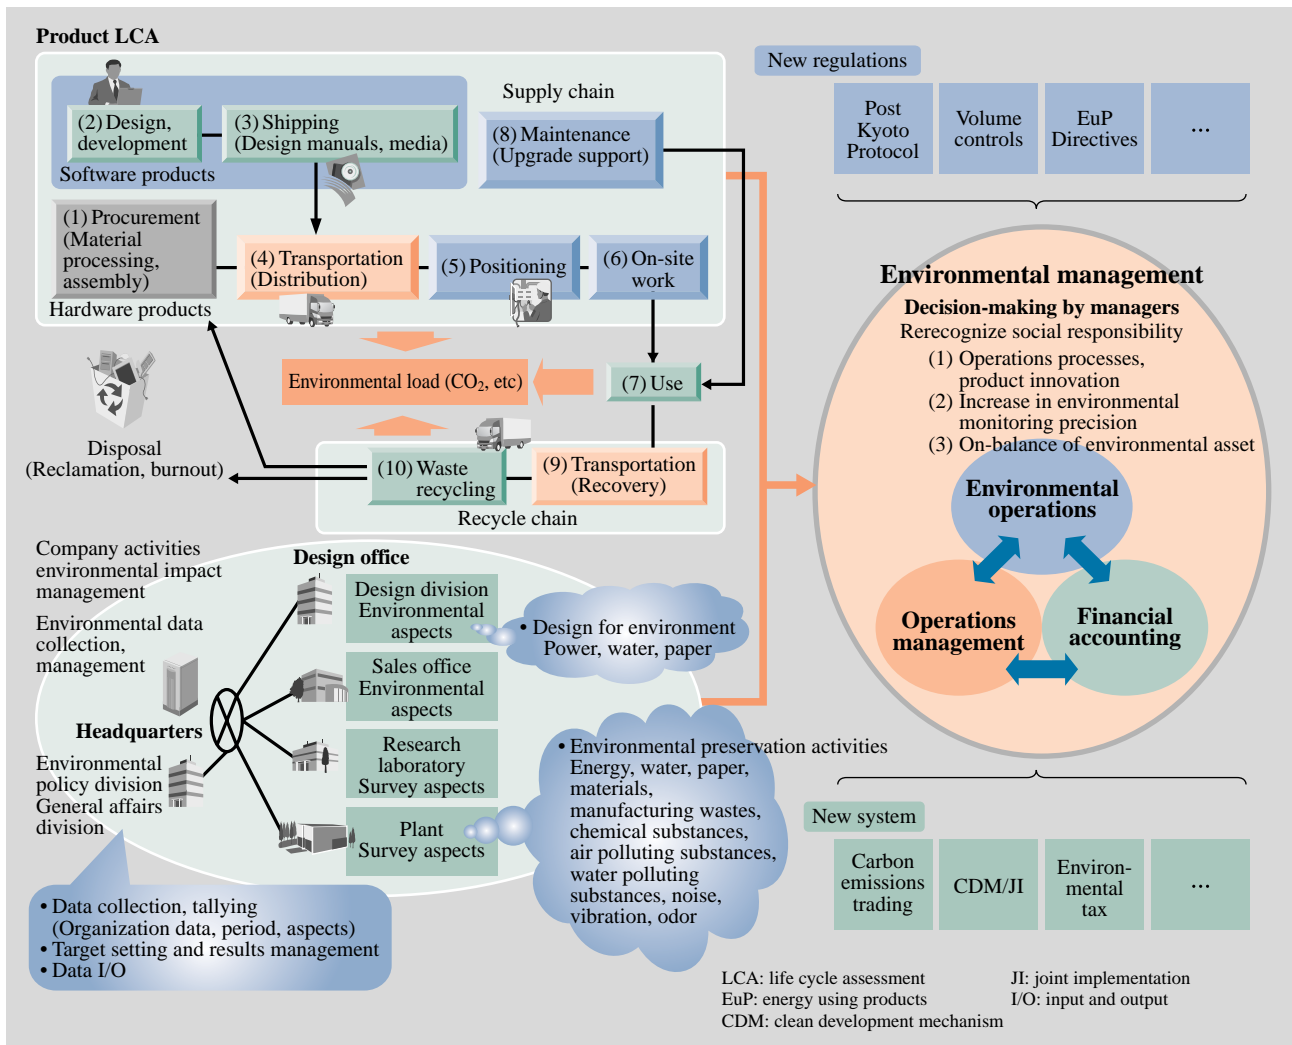 Product LCA
Supply chain
(2) Design,
development
(3) Shipping
(Design manuals, media)
Software products
(8) Maintenance
(Upgrade support)
(1) Procurement
(Material
processing,
assembly)
Hardware products
(4) Transportation
(Distribution)
(5) Positioning
(6) On-site
work
Environmental load (CO₂, etc)
(7) Use
Disposal
(Reclamation, burnout)
(10) Waste
recycling
(9) Transportation
(Recovery)
Recycle chain
New regulations
Post
Kyoto
Protocol
Volume
controls
EuP
Directives
...
Environmental management
Decision-making by managers
Rerecognize social responsibility
(1) Operations processes,
product innovation
(2) Increase in environmental
monitoring precision
(3) On-balance of environmental asset
Environmental
operations
Operations
management
Financial
accounting
Company activities
environmental impact
management
Environmental data
collection,
management
Headquarters
Environmental
policy division
General affairs
division
Design office
Design division
Environmental
aspects
Sales office
Environmental
aspects
Research
laboratory
Survey aspects
Plant
Survey aspects
• Design for environment
Power, water, paper
• Environmental preservation activities
Energy, water, paper,
materials,
manufacturing wastes,
chemical substances,
air polluting substances,
water polluting
substances, noise,
vibration, odor
• Data collection, tallying
(Organization data, period, aspects)
• Target setting and results management
• Data I/O
New system
Carbon
emissions
trading
CDM/JI
Environ-
mental
tax
...
LCA: life cycle assessment
EuP: energy using products
CDM: clean development mechanism
JI: joint implementation
I/O: input and output